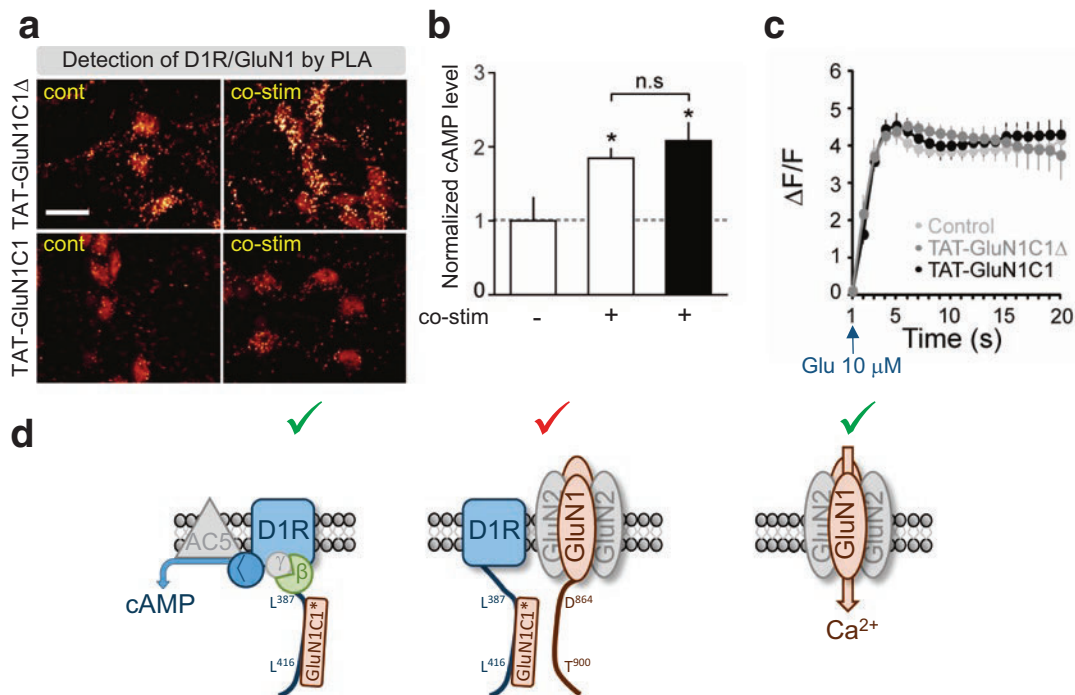 a
Detection of D1R/GluN1 by PLA
TAT-GluN1C1Δ
cont
co-stim
TAT-GluN1C1
cont
co-stim
b
Normalized cAMP level
3
2
1
0
n.s
*
*
co-stim
- + +
c
ΔF/F
6
5
4
3
2
1
0
Control
TAT-GluN1C1Δ
TAT-GluN1C1
1 5 10 15 20
Time (s)
Glu 10 μM
d
AC5
D1R
γ
β
cAMP
L387
GluN1C1*
L416
D1R
GluN2
GluN1
GluN2
L387
GluN1C1*
L416
D864
T900
GluN2
GluN1
GluN2
Ca2+